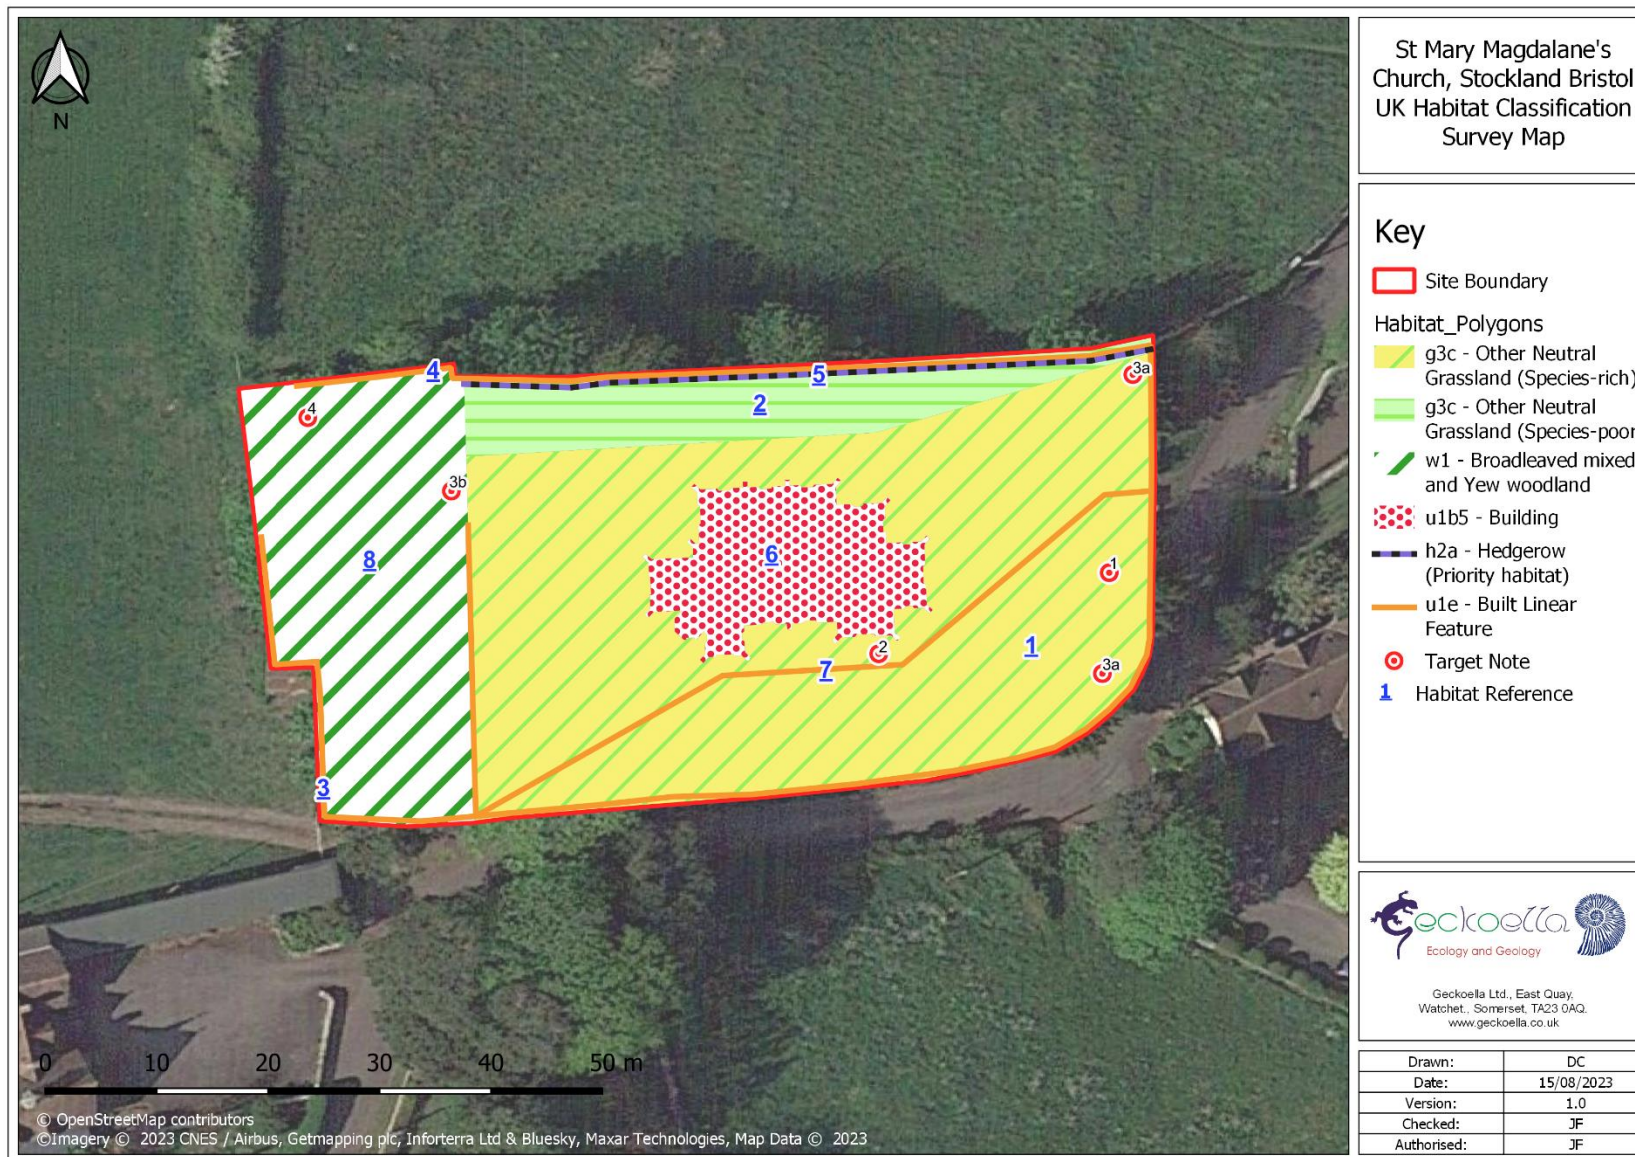 N
St Mary Magdalane's
Church, Stockland Bristol
UK Habitat Classification
Survey Map
Key
Site Boundary
Habitat_Polygons
g3c - Other Neutral
Grassland (Species-rich)
g3c - Other Neutral
Grassland (Species-poor
w1 - Broadleaved mixed
and Yew woodland
u1b5 - Building
h2a - Hedgerow
(Priority habitat)
u1e - Built Linear
Feature
Target Note
1 Habitat Reference
4
5
3a
2
4
3b
6
8
1
2
1
7
3a
3
0 10 20 30 40 50 m
© OpenStreetMap contributors
©Imagery © 2023 CNES / Airbus, Getmapping plc, Inforterra Ltd & Bluesky, Maxar Technologies, Map Data © 2023
Geckoella
Ecology and Geology
Geckoella Ltd., East Quay,
Watchet., Somerset, TA23 0AQ.
www.geckoella.co.uk
Drawn: DC
Date: 15/08/2023
Version: 1.0
Checked: JF
Authorised: JF